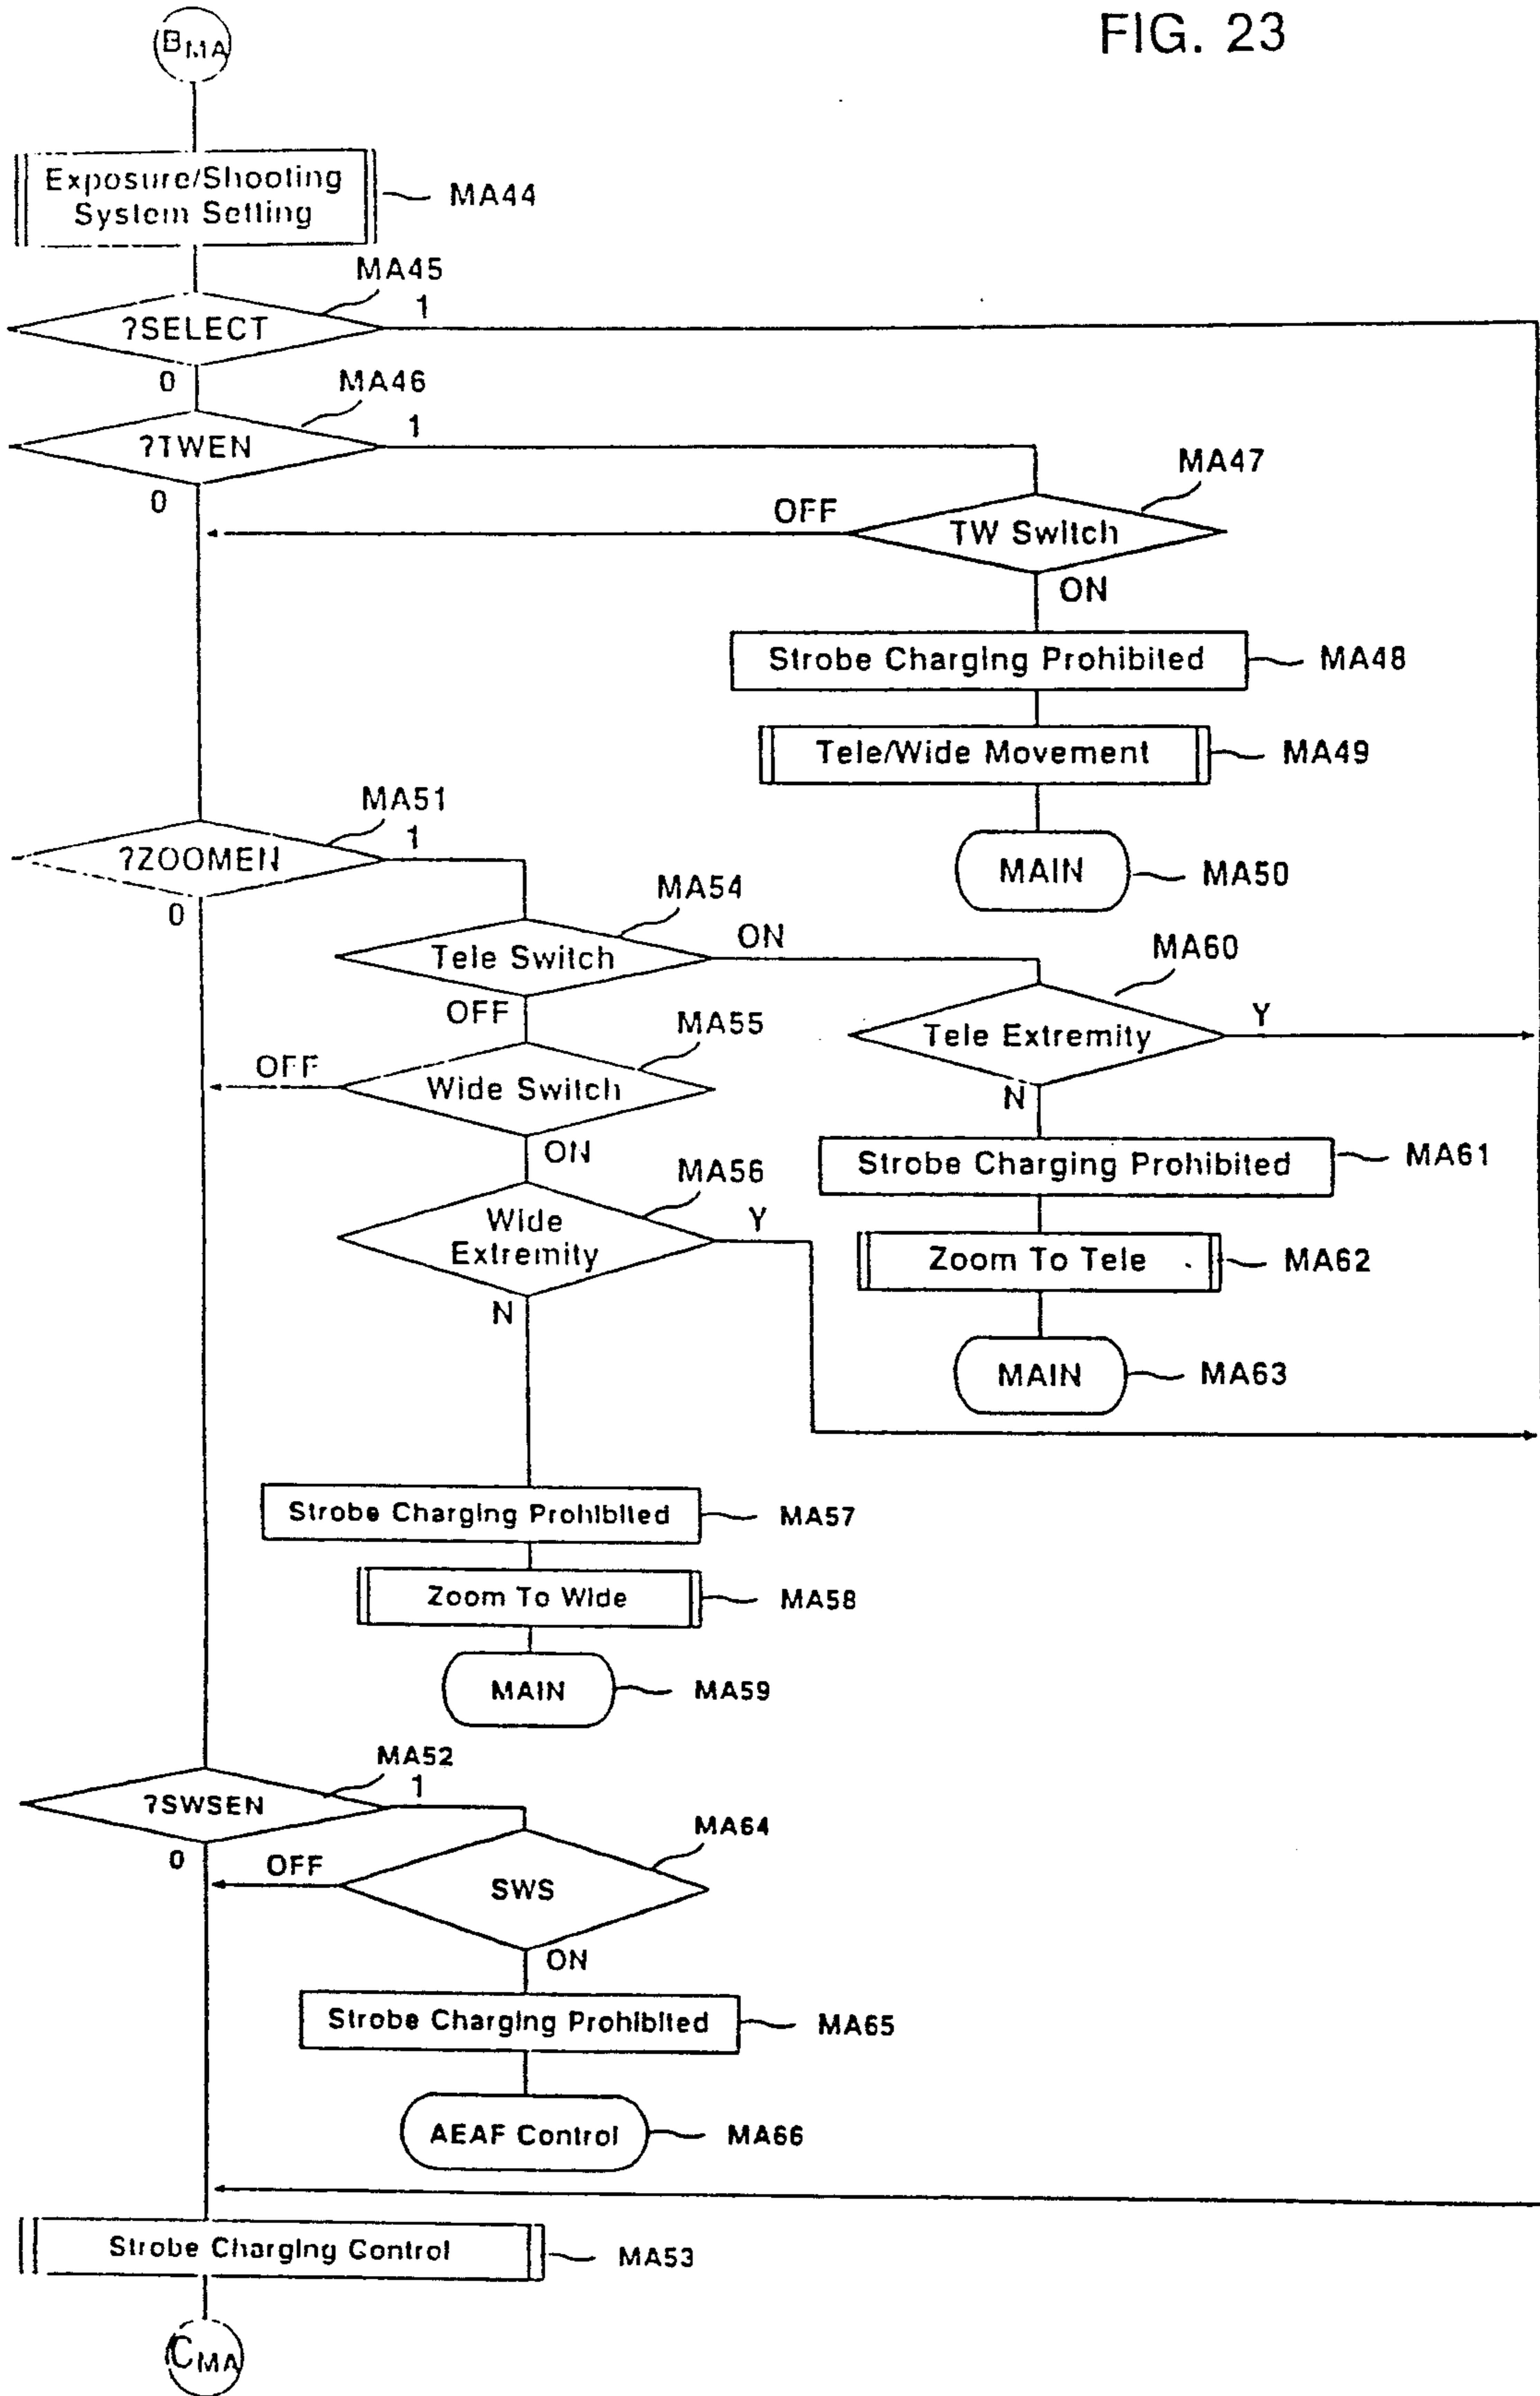 FIG. 23
BMA
Exposure/Shooting
System Setting
MA44
MA45
?SELECT
1
0
MA46
?TWEN
1
0
MA47
TW Switch
OFF
ON
Strobe Charging Prohibited
MA48
Tele/Wide Movement
MA49
MAIN
MA50
MA51
?ZOOMEN
1
0
MA54
Tele Switch
ON
OFF
MA60
Tele Extremity
Y
N
MA55
Wide Switch
OFF
ON
Strobe Charging Prohibited
MA61
MA56
Wide
Extremity
Y
N
Zoom To Tele
MA62
MAIN
MA63
Strobe Charging Prohibited
MA57
Zoom To Wide
MA58
MAIN
MA59
MA52
?SWSEN
1
0
MA64
SWS
OFF
ON
Strobe Charging Prohibited
MA65
AEAF Control
MA66
Strobe Charging Control
MA53
CMA